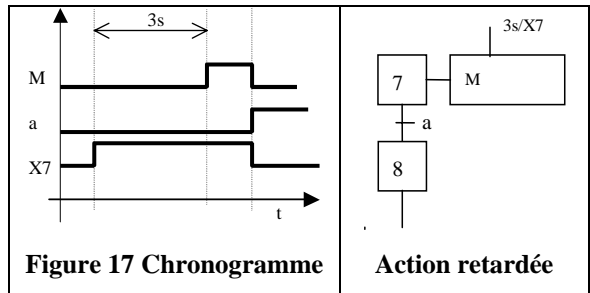 3s
M
a
X7
t
Figure 17 Chronogramme
3s/X7
7
M
a
8
Action retardée